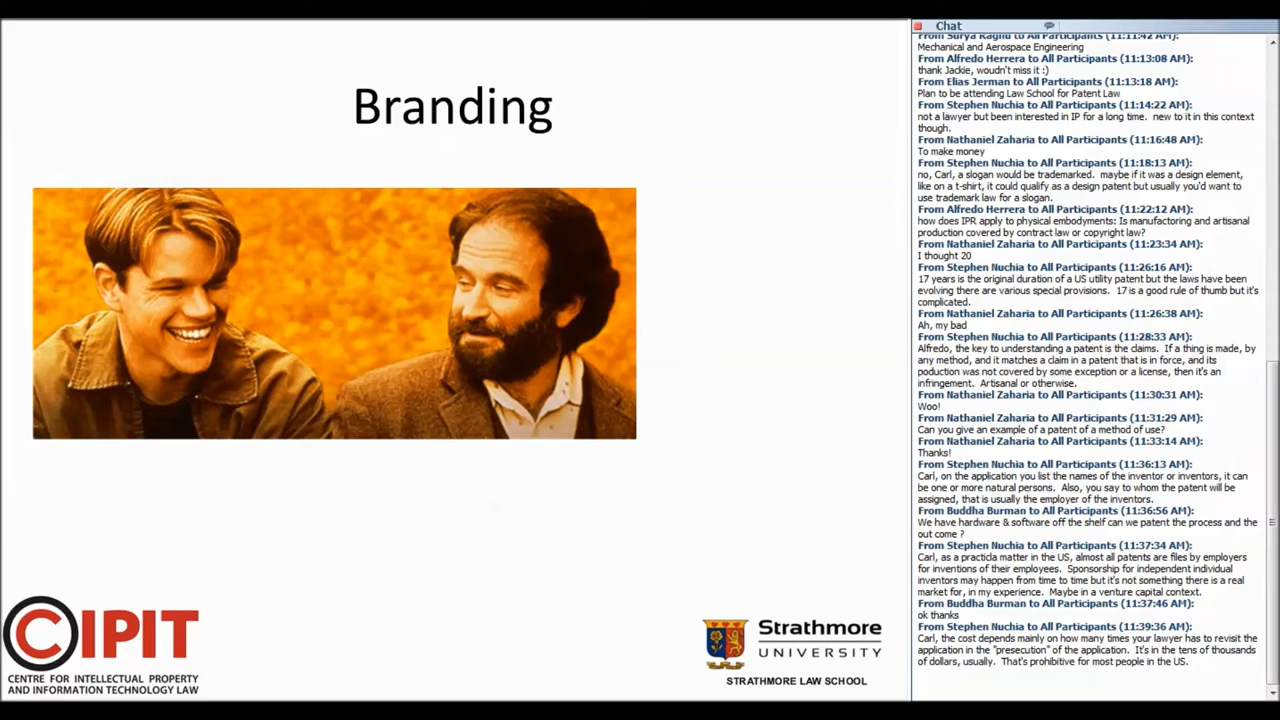 Branding
CIPIT
CENTRE FOR INTELLECTUAL PROPERTY
AND INFORMATION TECHNOLOGY LAW
Strathmore
UNIVERSITY
STRATHMORE LAW SCHOOL
Chat
From Surya Raghu to All Participants (11:11:42 AM):
Mechanical and Aerospace Engineering
From Alfredo Herrera to All Participants (11:13:08 AM):
thank Jackie, woudn't miss it :)
From Elias Jerman to All Participants (11:13:18 AM):
Plan to be attending Law School for Patent Law
From Stephen Nuchia to All Participants (11:14:22 AM):
not a lawyer but been interested in IP for a long time. new to it in this context
though.
From Nathaniel Zaharia to All Participants (11:16:48 AM):
To make money
From Stephen Nuchia to All Participants (11:18:13 AM):
no, Carl, a slogan would be trademarked. maybe if it was a design element,
like on a t-shirt, it could qualify as a design patent but usually you'd want to
use trademark law for a slogan.
From Alfredo Herrera to All Participants (11:22:12 AM):
how does IPR apply to physical embodyments: Is manufactoring and artisanal
production covered by contract law or copyright law?
From Nathaniel Zaharia to All Participants (11:23:34 AM):
I thought 20
From Stephen Nuchia to All Participants (11:26:16 AM):
17 years is the original duration of a US utility patent but the laws have been
evolving there are various special provisions. 17 is a good rule of thumb but it's
complicated.
From Nathaniel Zaharia to All Participants (11:26:38 AM):
Ah, my bad
From Stephen Nuchia to All Participants (11:28:33 AM):
Alfredo, the key to understanding a patent is the claims. If a thing is made, by
any method, and it matches a claim in a patent that is in force, and its
poduction was not covered by some exception or a license, then it's an
infringement. Artisanal or otherwise.
From Nathaniel Zaharia to All Participants (11:30:31 AM):
Woo!
From Nathaniel Zaharia to All Participants (11:31:29 AM):
Can you give an example of a patent of a method of use?
From Nathaniel Zaharia to All Participants (11:33:14 AM):
Thanks!
From Stephen Nuchia to All Participants (11:36:13 AM):
Carl, on the application you list the names of the inventor or inventors, it can
be one or more natural persons. Also, you say to whom the patent will be
assigned, that is usually the employer of the inventors.
From Buddha Burman to All Participants (11:36:56 AM):
We have hardware & software off the shelf can we patent the process and the
out come ?
From Stephen Nuchia to All Participants (11:37:34 AM):
Carl, as a practicla matter in the US, almost all patents are files by employers
for inventions of their employees. Sponsorship for independent individual
inventors may happen from time to time but it's not something there is a real
market for, in my experience. Maybe in a venture capital context.
From Buddha Burman to All Participants (11:37:46 AM):
ok thanks
From Stephen Nuchia to All Participants (11:39:36 AM):
Carl, the cost depends mainly on how many times your lawyer has to revisit the
application in the "presecution" of the application. It's in the tens of thousands
of dollars, usually. That's prohibitive for most people in the US.